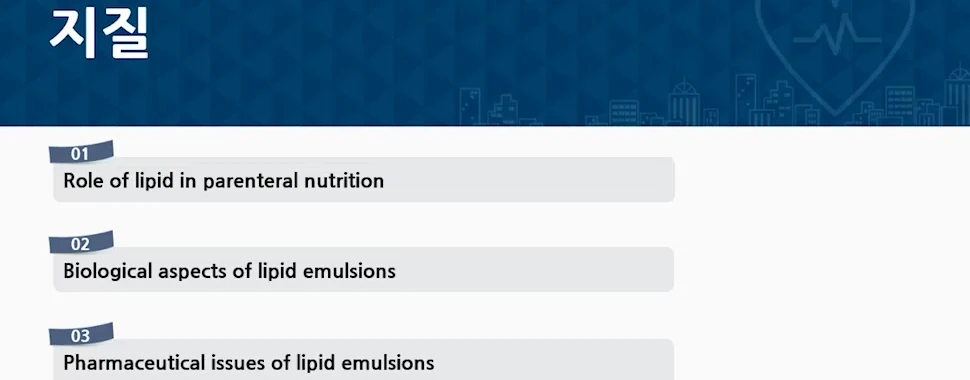 지질
01
Role of lipid in parenteral nutrition
02
Biological aspects of lipid emulsions
03
Pharmaceutical issues of lipid emulsions